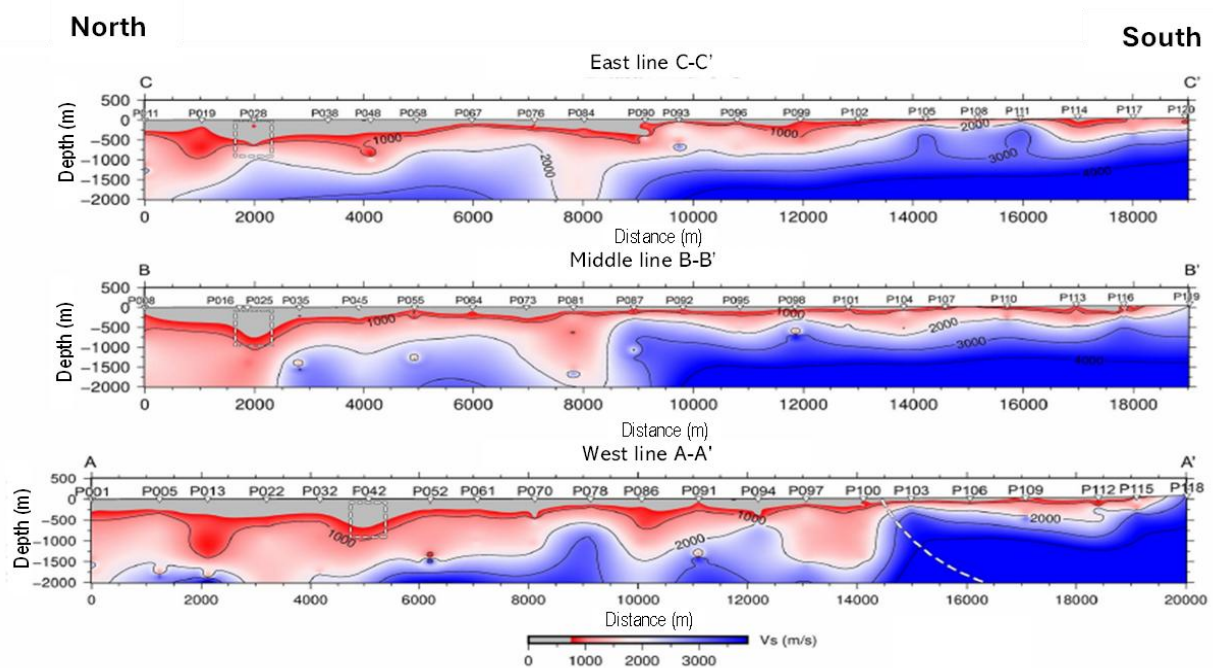 North
South
East line C-C'
C C'
P011 P019 P028 P038 P048 P058 P067 P076 P084 P090 P093 P096 P099 P102 P105 P108 P111 P114 P117 P120
500
0
−500
−1000
−1500
−2000
Depth (m)
1000 2000 1000 2000 3000 4000
0 2000 4000 6000 8000 10000 12000 14000 16000 18000
Distance (m)
Middle line B-B'
B B'
P008 P016 P025 P035 P045 P055 P064 P073 P081 P087 P092 P095 P098 P101 P104 P107 P110 P113 P116 P119
500
0
−500
−1000
−1500
−2000
Depth (m)
1000 1000 2000 3000 4000
0 2000 4000 6000 8000 10000 12000 14000 16000 18000
Distance (m)
West line A-A'
A A'
P001 P005 P013 P022 P032 P042 P052 P061 P070 P078 P086 P091 P094 P097 P100 P103 P106 P109 P112 P115 P118
500
0
−500
−1000
−1500
−2000
Depth (m)
1000 2000 1000 2000
0 2000 4000 6000 8000 10000 12000 14000 16000 18000 20000
Distance (m)
Vs (m/s)
0 1000 2000 3000